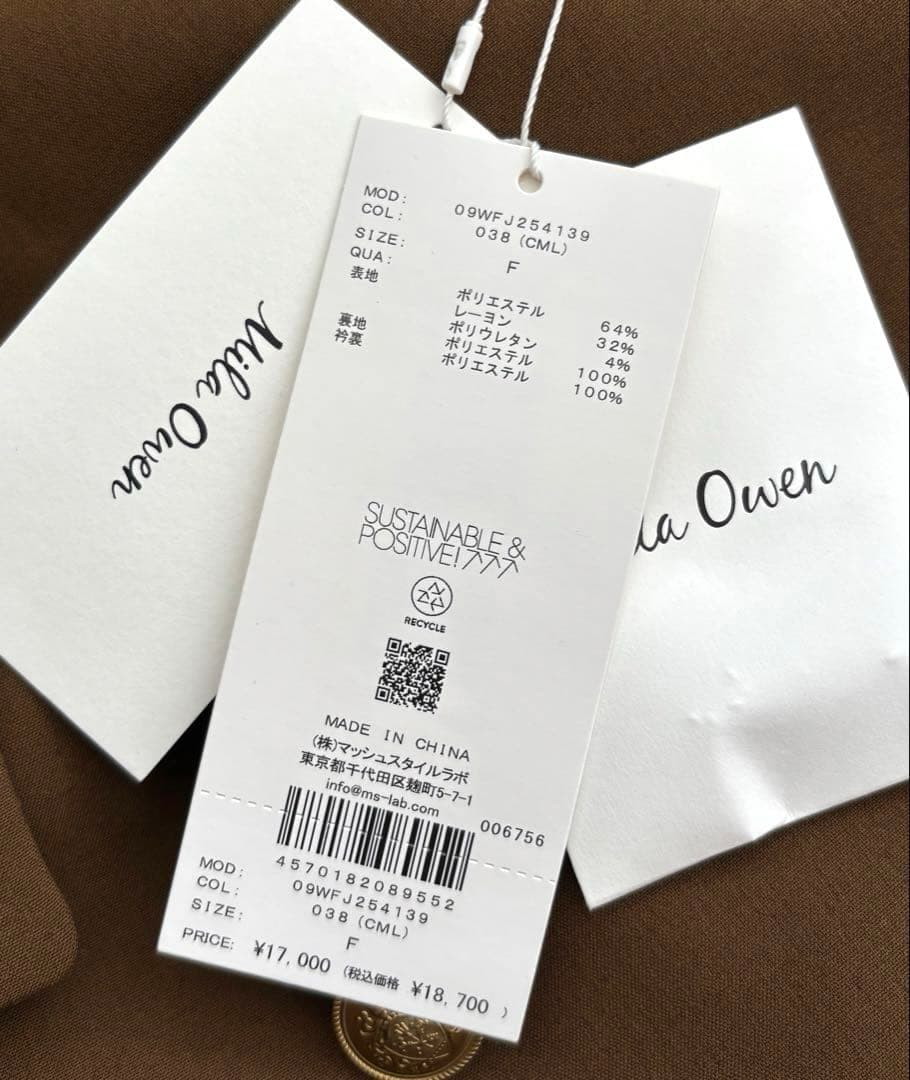 Mila Owen
la Owen
MOD: 09WFJ254139
COL: 038 (CML)
SIZE: F
QUA:
表地 ポリエステル 64%
レーヨン 32%
ポリウレタン 4%
裏地 ポリエステル 100%
衿裏 ポリエステル 100%
SUSTAINABLE &
POSITIVE!
RECYCLE
MADE IN CHINA
(株)マッシュスタイルラボ
東京都千代田区麹町5-7-1
info@ms-lab.com
006756
4570182089552
MOD: 09WFJ254139
COL: 038 (CML)
SIZE: F
PRICE: ¥17,000 (税込価格 ¥18,700 )